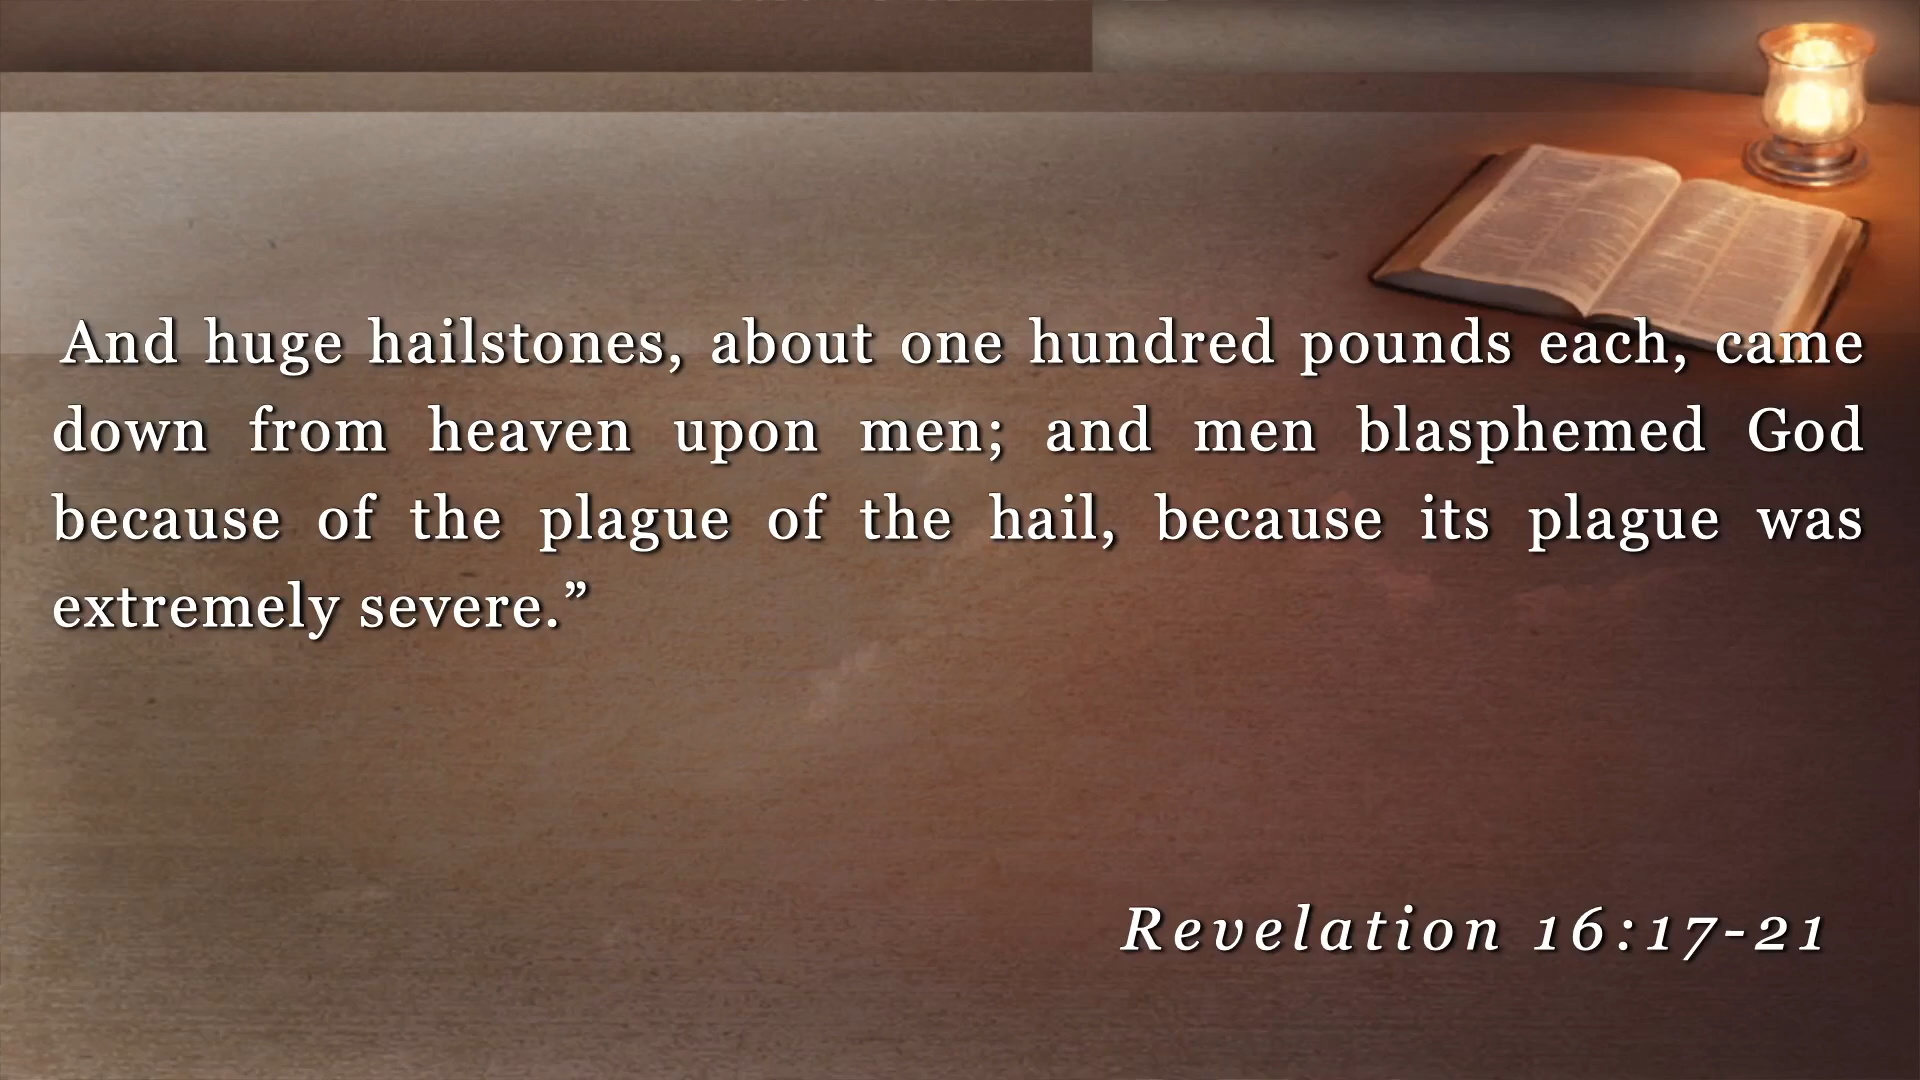 And huge hailstones, about one hundred pounds each, came
down from heaven upon men; and men blasphemed God
because of the plague of the hail, because its plague was
extremely severe.”
Revelation 16:17-21